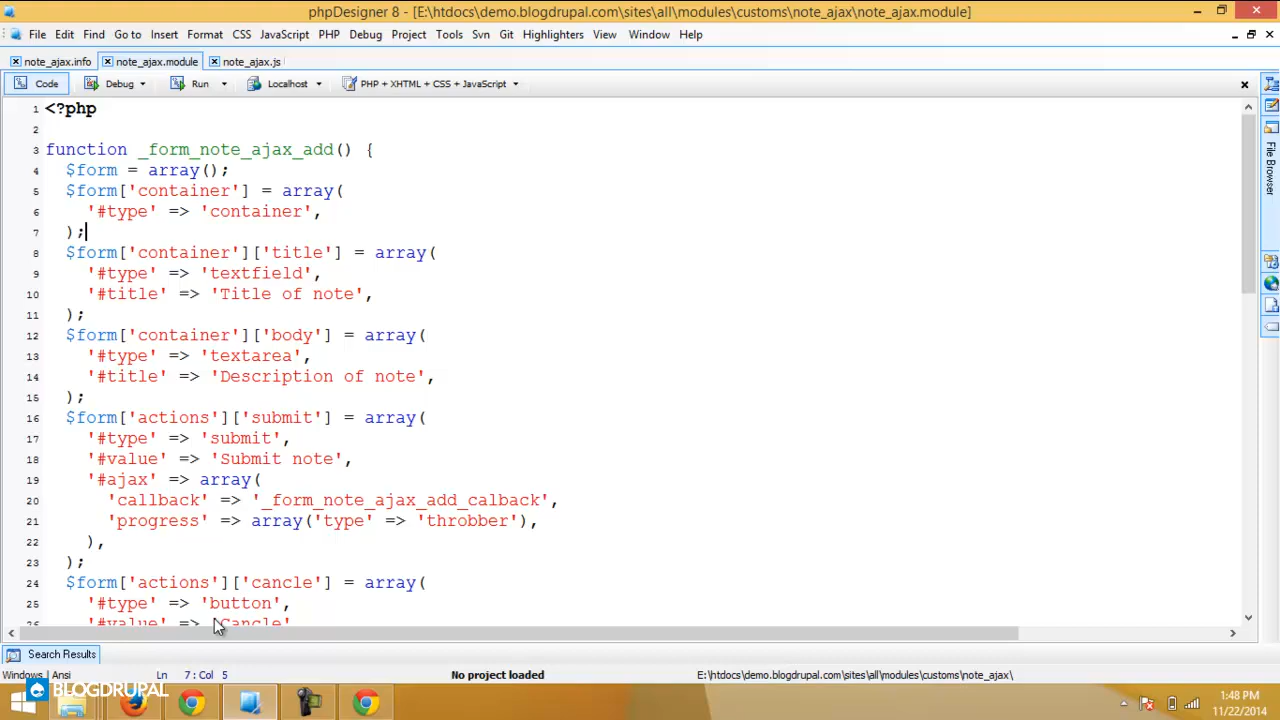 phpDesigner 8 - [E:\htdocs\demo.blogdrupal.com\sites\all\modules\customs\note_ajax\note_ajax.module]
File Edit Find Go to Insert Format CSS JavaScript PHP Debug Project Tools Svn Git Highlighters View Window Help
note_ajax.info note_ajax.module note_ajax.js
Code Debug Run Localhost PHP + XHTML + CSS + JavaScript
1 <?php
2
3 function _form_note_ajax_add() {
4 $form = array();
5 $form['container'] = array(
6 '#type' => 'container',
7 );
8 $form['container']['title'] = array(
9 '#type' => 'textfield',
10 '#title' => 'Title of note',
11 );
12 $form['container']['body'] = array(
13 '#type' => 'textarea',
14 '#title' => 'Description of note',
15 );
16 $form['actions']['submit'] = array(
17 '#type' => 'submit',
18 '#value' => 'Submit note',
19 '#ajax' => array(
20 'callback' => '_form_note_ajax_add_calback',
21 'progress' => array('type' => 'throbber'),
22 ),
23 );
24 $form['actions']['cancle'] = array(
25 '#type' => 'button',
26 '#value' => 'Cancle'
File Browser
Search Results
Windows | Ansi Ln 7 : Col 5 No project loaded E:\htdocs\demo.blogdrupal.com\sites\all\modules\customs\note_ajax\
BLOGDRUPAL
1:48 PM
11/22/2014